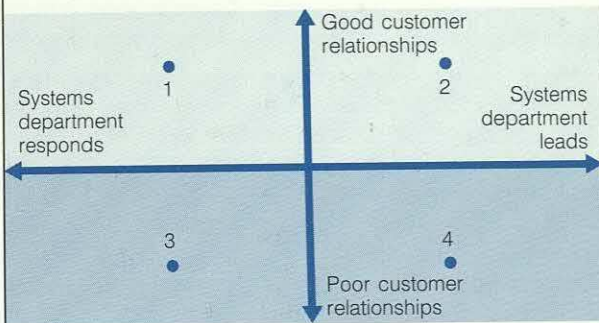 Good customer
relationships
1
2
Systems
department
responds
Systems
department
leads
3
4
Poor customer
relationships